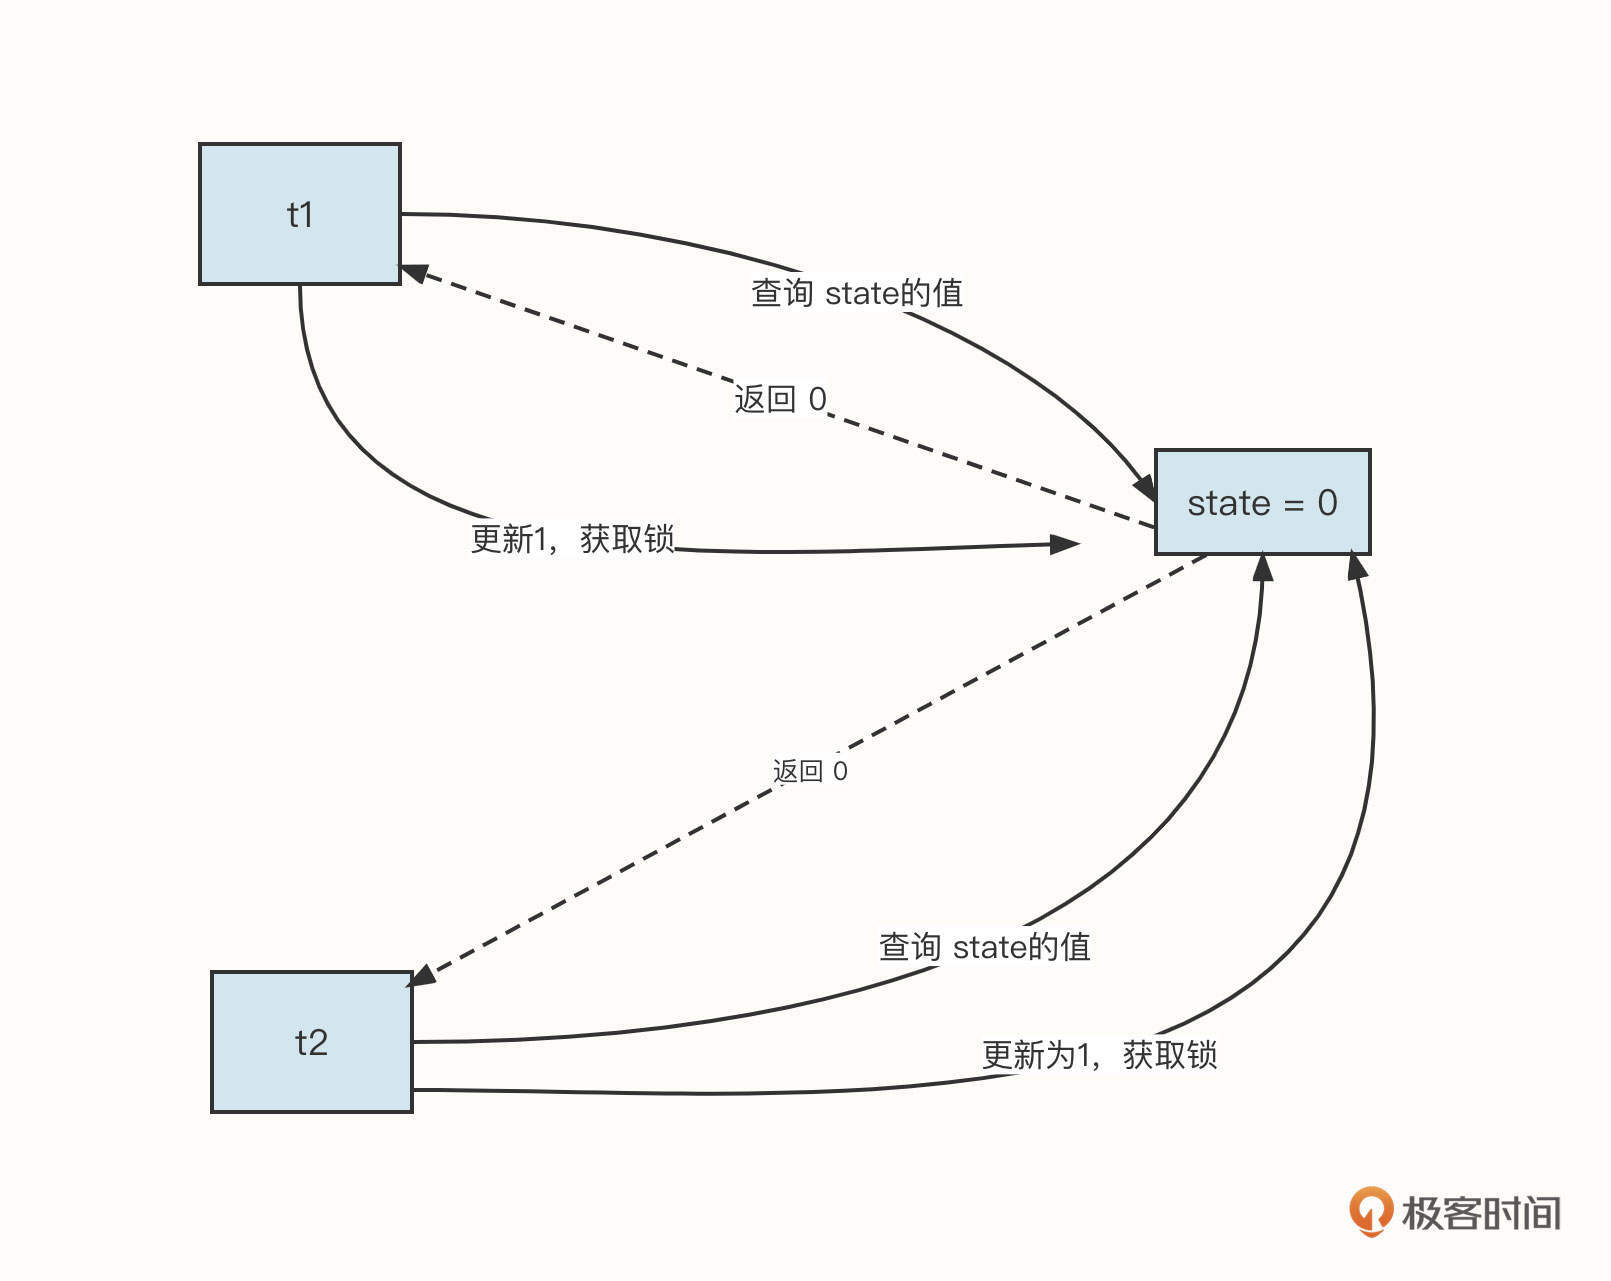 t1
查询 state的值
返回 0
state = 0
更新1，获取锁
返回 0
查询 state的值
t2
更新为1，获取锁
极客时间